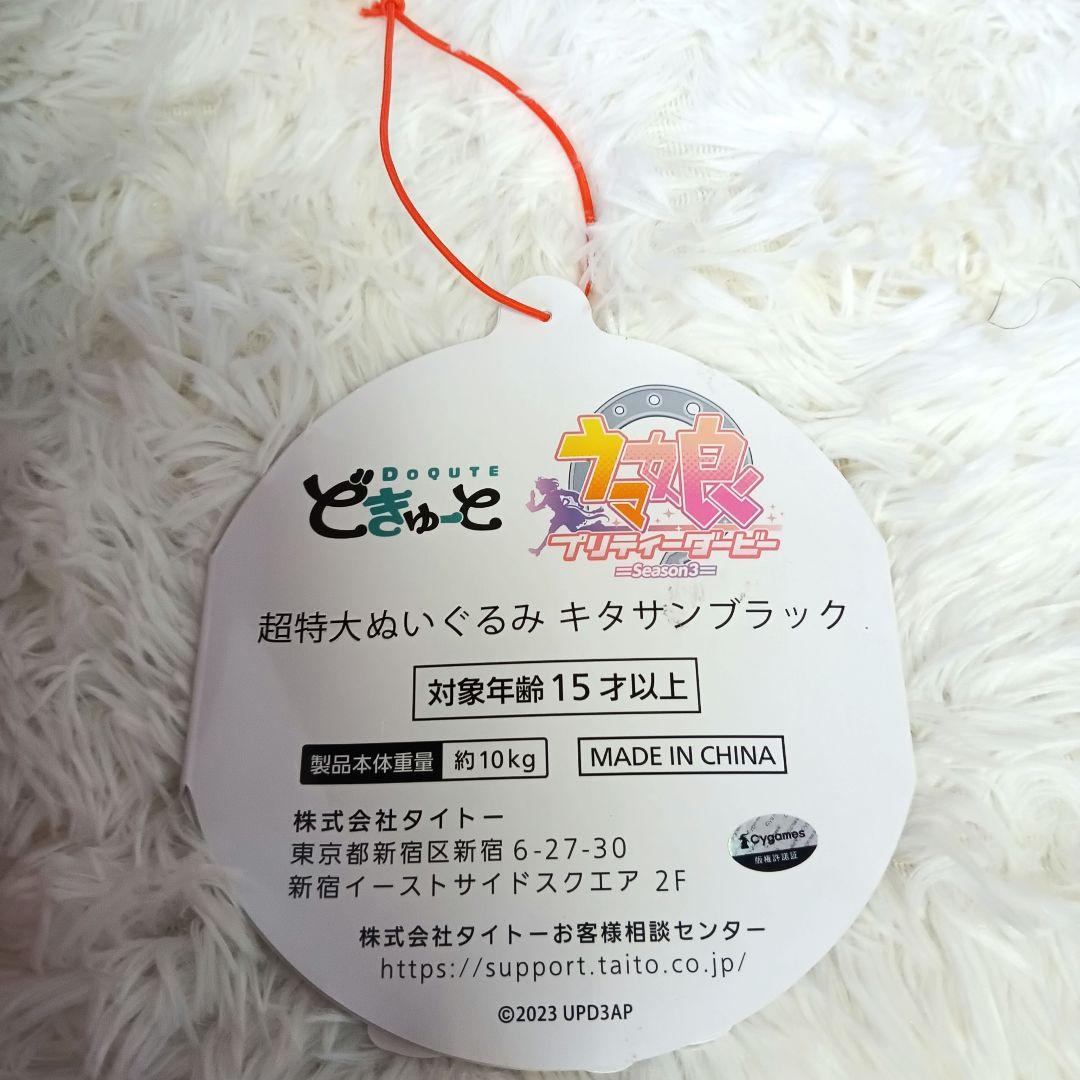 DOQUTE
どきゅーと
ウマ娘
プリティーダービー
Season3
超特大ぬいぐるみ キタサンブラック
対象年齢 15 才以上
製品本体重量 約10kg
MADE IN CHINA
株式会社タイトー
東京都新宿区新宿 6-27-30
新宿イーストサイドスクエア 2F
Cygames
版権許諾証
株式会社タイトーお客様相談センター
https://support.taito.co.jp/
©2023 UPD3AP